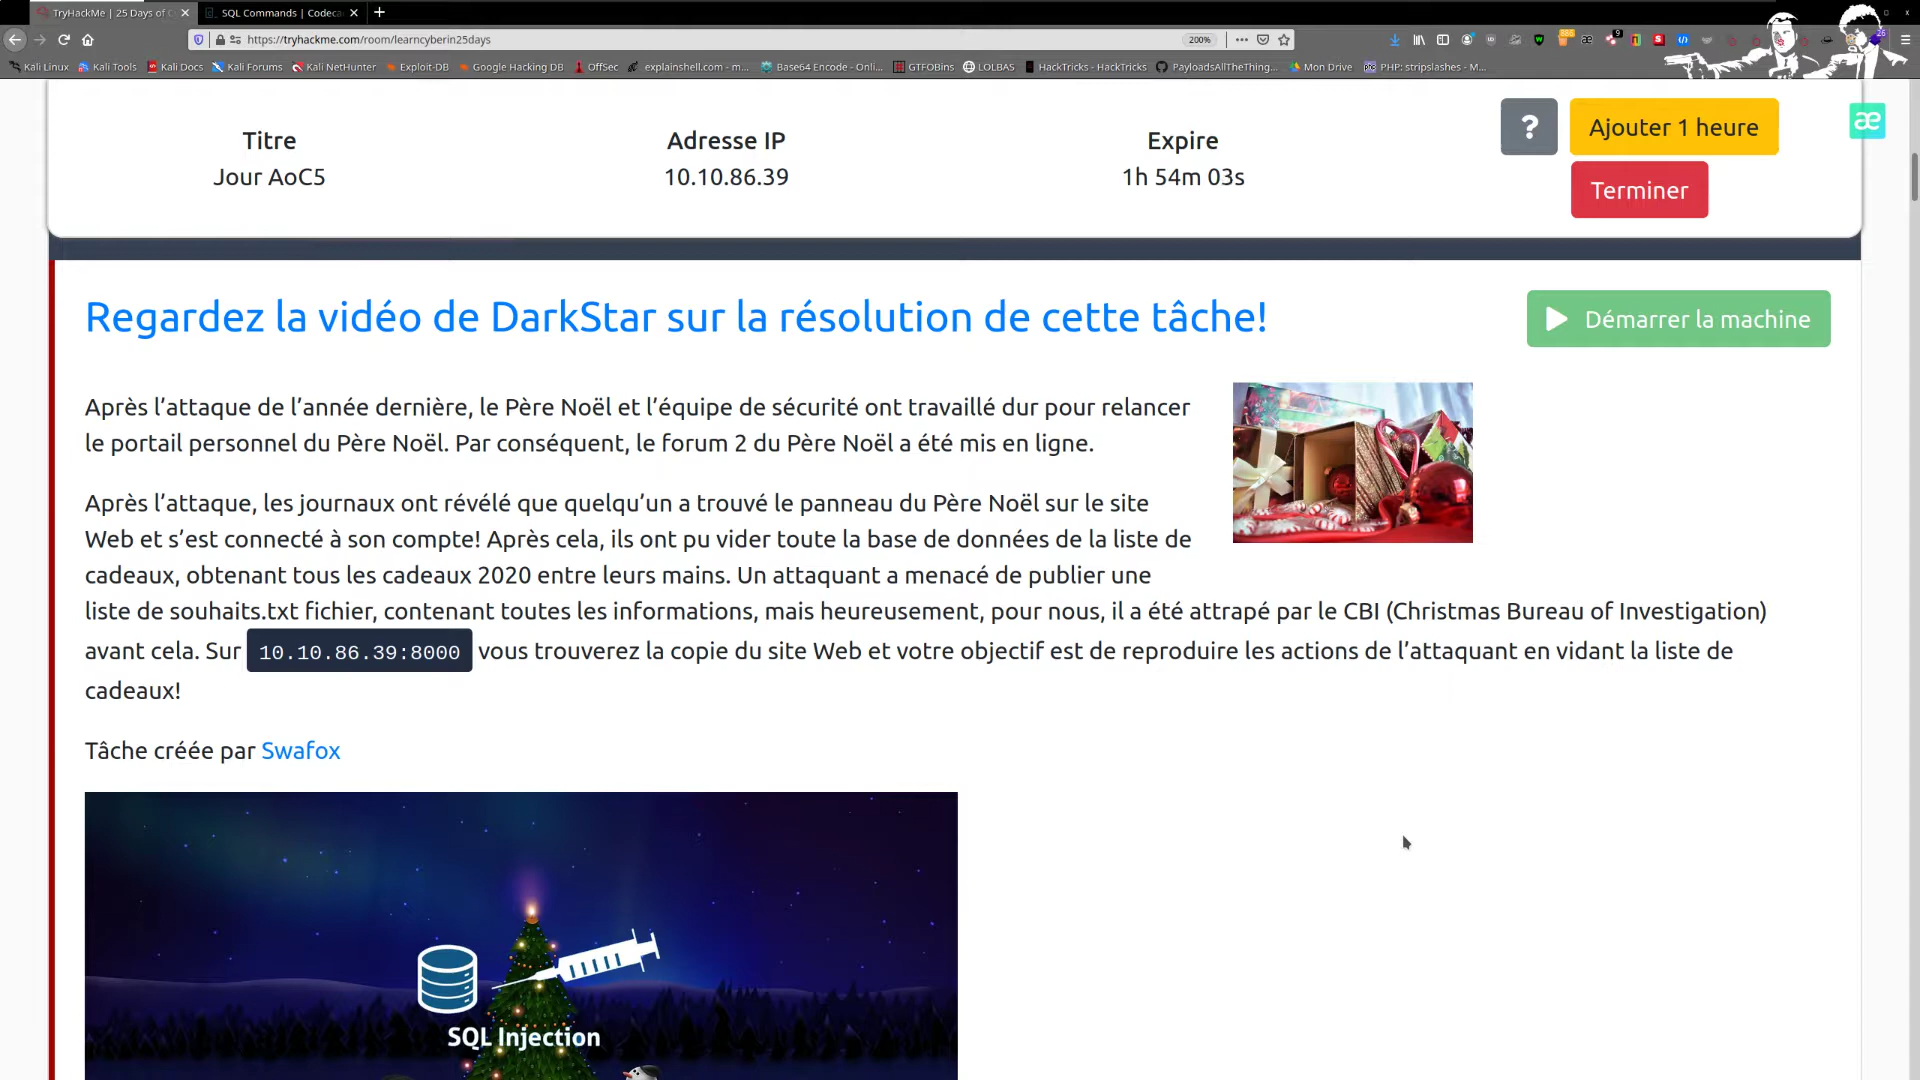 TryHackMe | 25 Days of C
SQL Commands | Codeca
https://tryhackme.com/room/learncyberin25days
200%
Kali Linux
Kali Tools
Kali Docs
Kali Forums
Kali NetHunter
Exploit-DB
Google Hacking DB
OffSec
explainshell.com - m...
Base64 Encode - Onli...
GTFOBins
LOLBAS
HackTricks - HackTricks
PayloadsAllTheThing...
Mon Drive
PHP: stripslashes - M...
Titre
Jour AoC5
Adresse IP
10.10.86.39
Expire
1h 54m 03s
?
Ajouter 1 heure
Terminer
æ
Regardez la vidéo de DarkStar sur la résolution de cette tâche!
Démarrer la machine
Après l’attaque de l’année dernière, le Père Noël et l’équipe de sécurité ont travaillé dur pour relancer
le portail personnel du Père Noël. Par conséquent, le forum 2 du Père Noël a été mis en ligne.
Après l’attaque, les journaux ont révélé que quelqu’un a trouvé le panneau du Père Noël sur le site
Web et s’est connecté à son compte! Après cela, ils ont pu vider toute la base de données de la liste de
cadeaux, obtenant tous les cadeaux 2020 entre leurs mains. Un attaquant a menacé de publier une
liste de souhaits.txt fichier, contenant toutes les informations, mais heureusement, pour nous, il a été attrapé par le CBI (Christmas Bureau of Investigation)
avant cela. Sur 10.10.86.39:8000 vous trouverez la copie du site Web et votre objectif est de reproduire les actions de l’attaquant en vidant la liste de
cadeaux!
Tâche créée par Swafox
SQL Injection